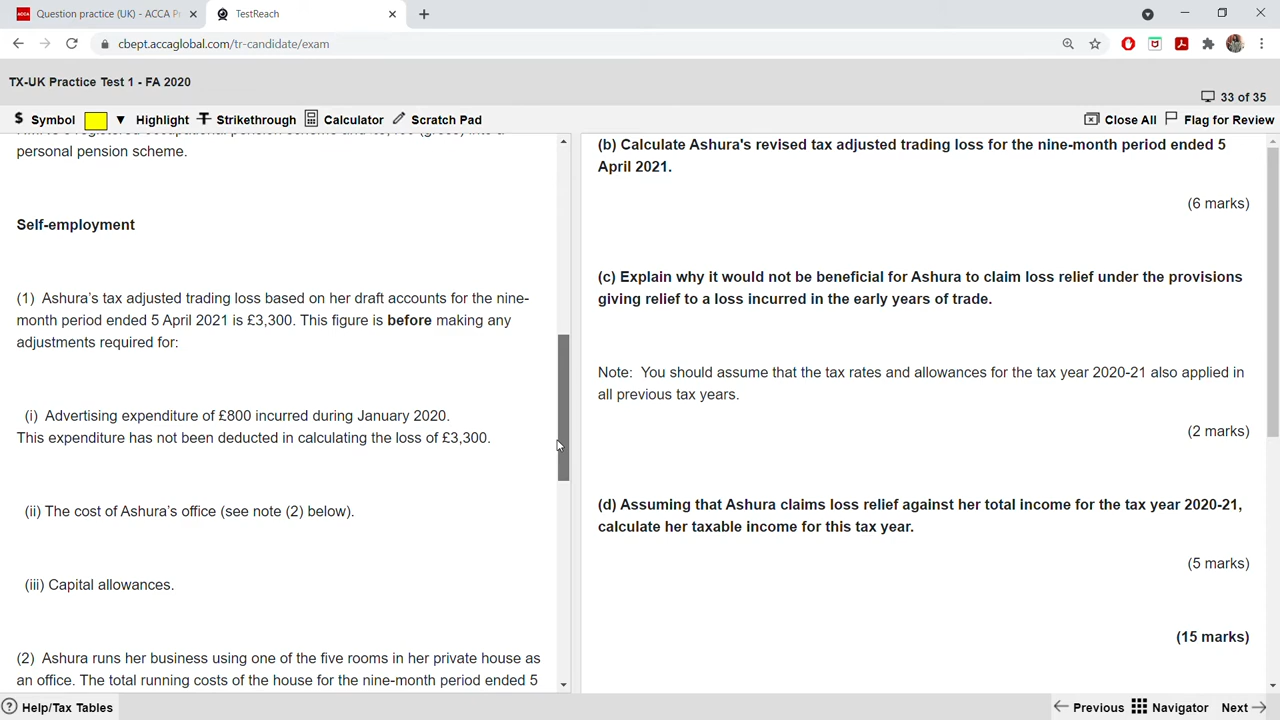 Question practice (UK) - ACCA Pr
TestReach
cbept.accaglobal.com/tr-candidate/exam
TX-UK Practice Test 1 - FA 2020
33 of 35
$ Symbol Highlight Strikethrough Calculator Scratch Pad Close All Flag for Review
personal pension scheme.
Self-employment
(1) Ashura's tax adjusted trading loss based on her draft accounts for the nine-
month period ended 5 April 2021 is £3,300. This figure is before making any
adjustments required for:
(i) Advertising expenditure of £800 incurred during January 2020.
This expenditure has not been deducted in calculating the loss of £3,300.
(ii) The cost of Ashura's office (see note (2) below).
(iii) Capital allowances.
(2) Ashura runs her business using one of the five rooms in her private house as
an office. The total running costs of the house for the nine-month period ended 5
(b) Calculate Ashura's revised tax adjusted trading loss for the nine-month period ended 5
April 2021.
(6 marks)
(c) Explain why it would not be beneficial for Ashura to claim loss relief under the provisions
giving relief to a loss incurred in the early years of trade.
Note: You should assume that the tax rates and allowances for the tax year 2020-21 also applied in
all previous tax years.
(2 marks)
(d) Assuming that Ashura claims loss relief against her total income for the tax year 2020-21,
calculate her taxable income for this tax year.
(5 marks)
(15 marks)
Help/Tax Tables Previous Navigator Next